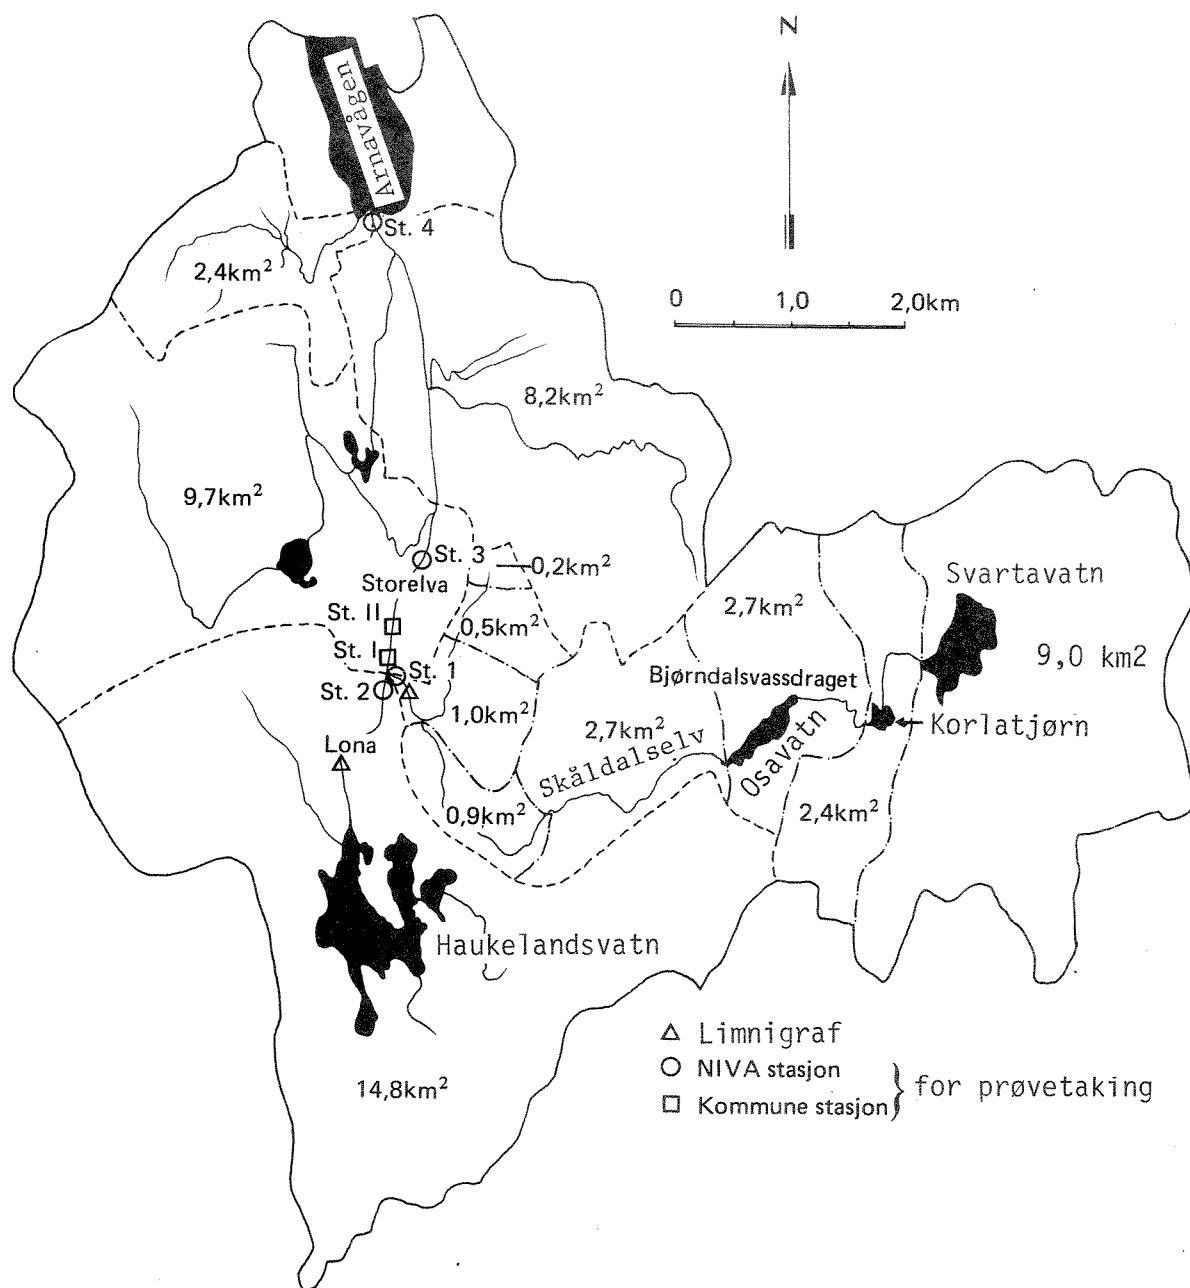 N
Arnavågen
St. 4
2,4km²
0 1,0 2,0km
8,2km²
9,7km²
St. 3
0,2km²
Storelva
Svartavatn
St. II
0,5km²
2,7km²
St. I
9,0 km2
St. 1
Bjørndalsvassdraget
St. 2
1,0km²
2,7km²
Korlatjørn
Lona
Skåldalselv
Osavatn
0,9km²
2,4km²
Haukelandsvatn
Limnigraf
NIVA stasjon
for prøvetaking
Kommune stasjon
14,8km²